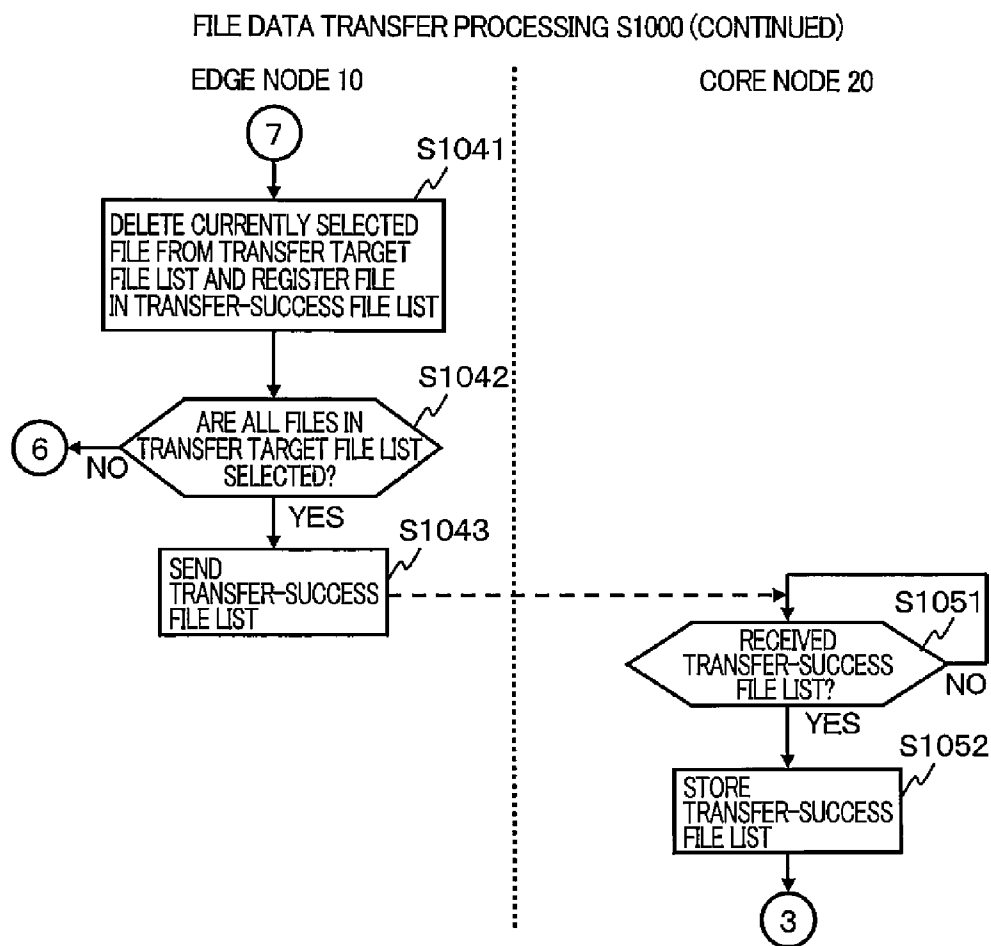 FILE DATA TRANSFER PROCESSING S1000 (CONTINUED)
EDGE NODE 10
CORE NODE 20
7
S1041
DELETE CURRENTLY SELECTED
FILE FROM TRANSFER TARGET
FILE LIST AND REGISTER FILE
IN TRANSFER-SUCCESS FILE LIST
S1042
ARE ALL FILES IN
TRANSFER TARGET FILE LIST
SELECTED?
6
NO
YES
S1043
SEND
TRANSFER-SUCCESS
FILE LIST
S1051
RECEIVED
TRANSFER-SUCCESS
FILE LIST?
NO
YES
S1052
STORE
TRANSFER-SUCCESS
FILE LIST
3